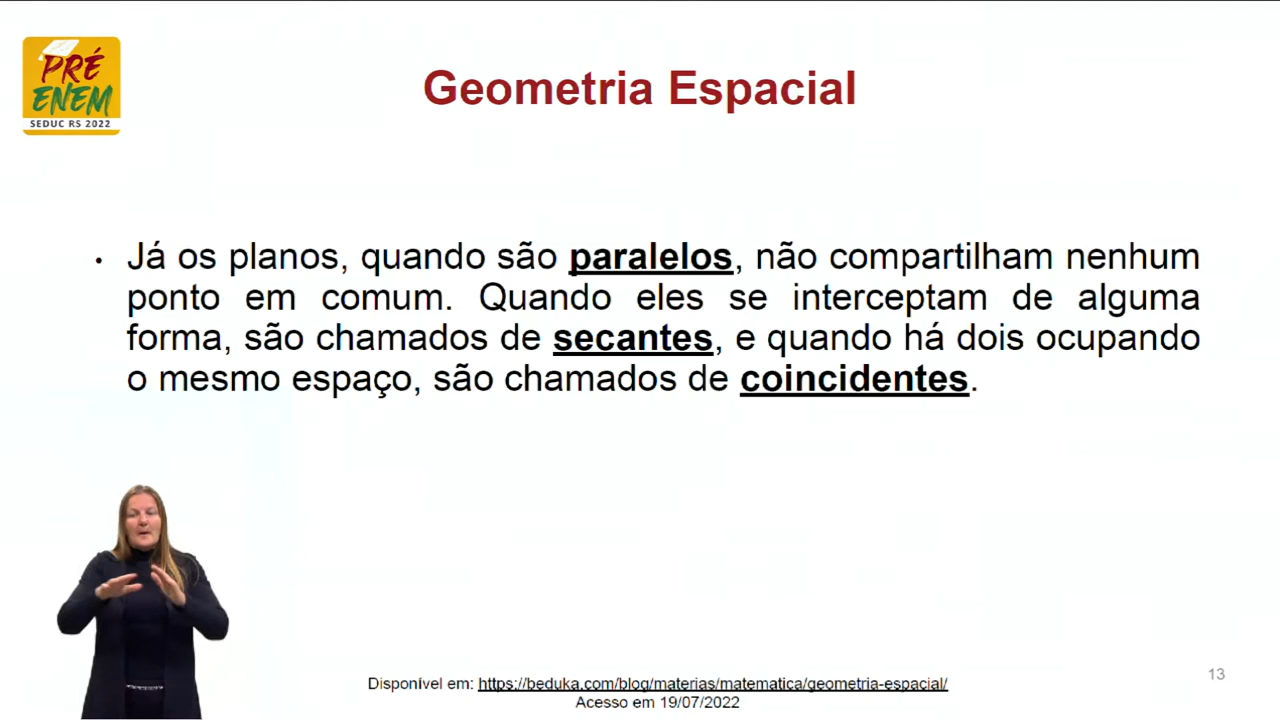 PRÉ
ENEM
SEDUC RS 2022
Geometria Espacial
• Já os planos, quando são paralelos, não compartilham nenhum
ponto em comum. Quando eles se interceptam de alguma
forma, são chamados de secantes, e quando há dois ocupando
o mesmo espaço, são chamados de coincidentes.
Disponível em: https://beduka.com/blog/materias/matematica/geometria-espacial/
Acesso em 19/07/2022
13